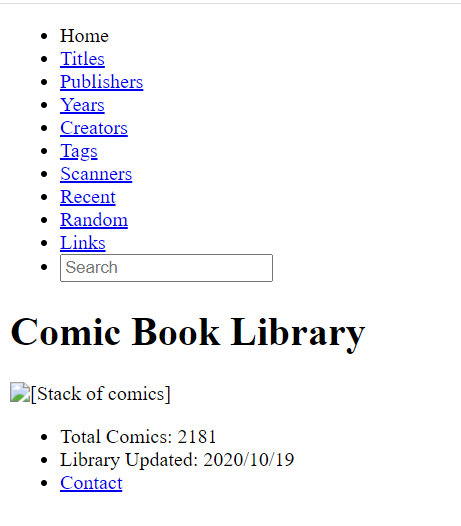 Home
Titles
Publishers
Years
Creators
Tags
Scanners
Recent
Random
Links
Search
Comic Book Library
[Stack of comics]
Total Comics: 2181
Library Updated: 2020/10/19
Contact